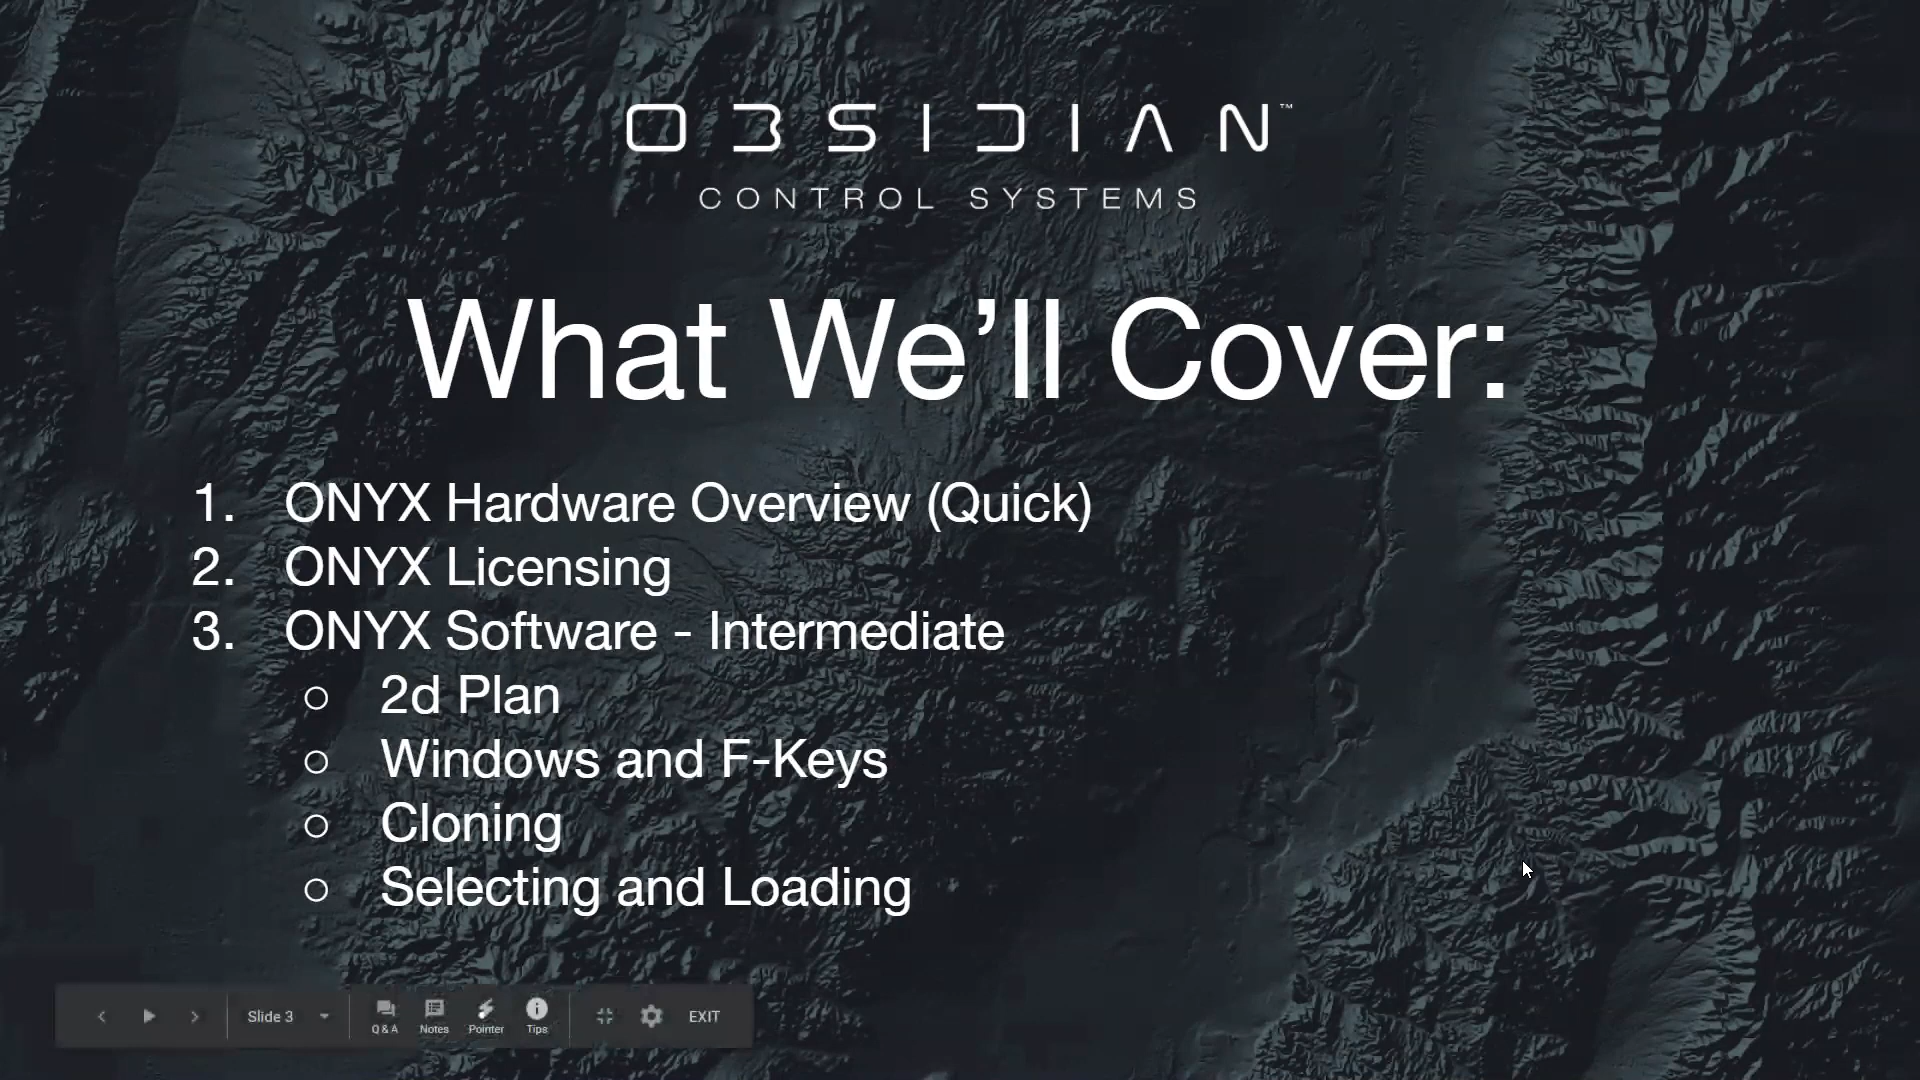 OBSIDIAN™
CONTROL SYSTEMS
What We’ll Cover:
1. ONYX Hardware Overview (Quick)
2. ONYX Licensing
3. ONYX Software - Intermediate
○ 2d Plan
○ Windows and F-Keys
○ Cloning
○ Selecting and Loading
Slide 3 Q & A Notes Pointer Tips EXIT